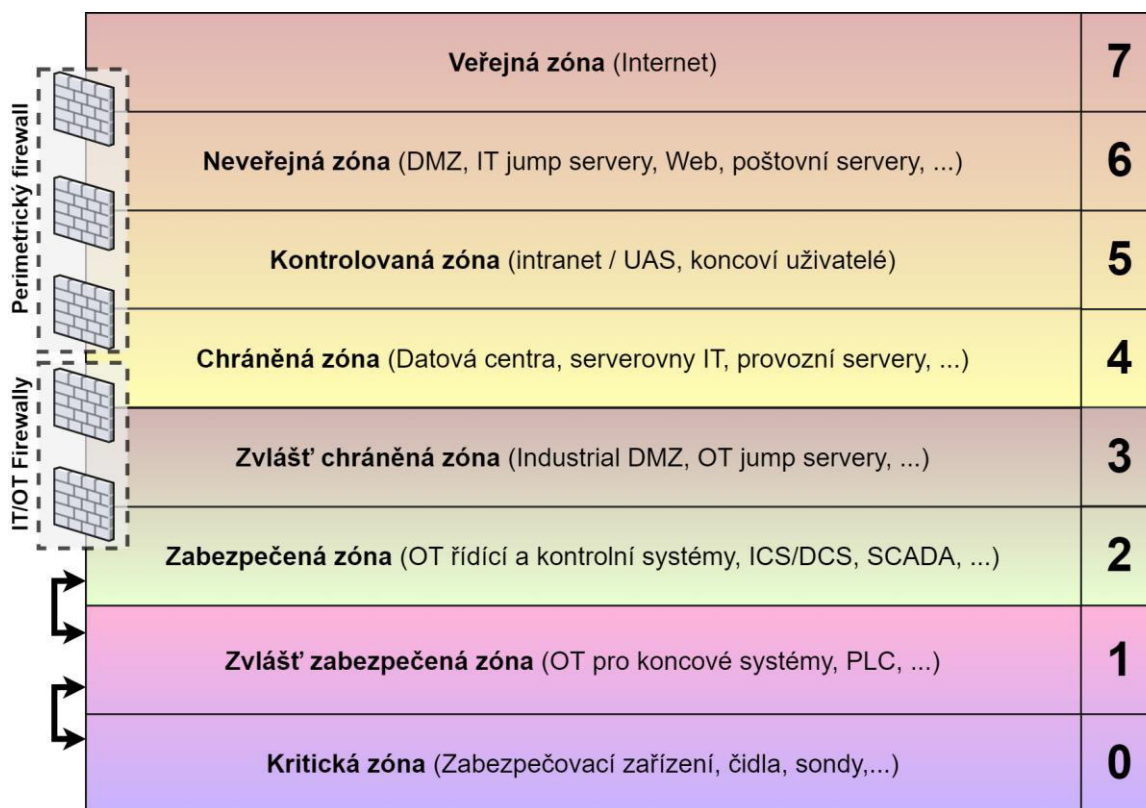 Veřejná zóna (Internet)
7
Neveřejná zóna (DMZ, IT jump servery, Web, poštovní servery, ...)
6
Kontrolovaná zóna (intranet / UAS, koncoví uživatelé)
5
Chráněná zóna (Datová centra, serverovny IT, provozní servery, ...)
4
Zvlášť chráněná zóna (Industrial DMZ, OT jump servery, ...)
3
Zabezpečená zóna (OT řídící a kontrolní systémy, ICS/DCS, SCADA, ...)
2
Zvlášť zabezpečená zóna (OT pro koncové systémy, PLC, ...)
1
Kritická zóna (Zabezpečovací zařízení, čidla, sondy,...)
0
Perimetrický firewall
IT/OT Firewally